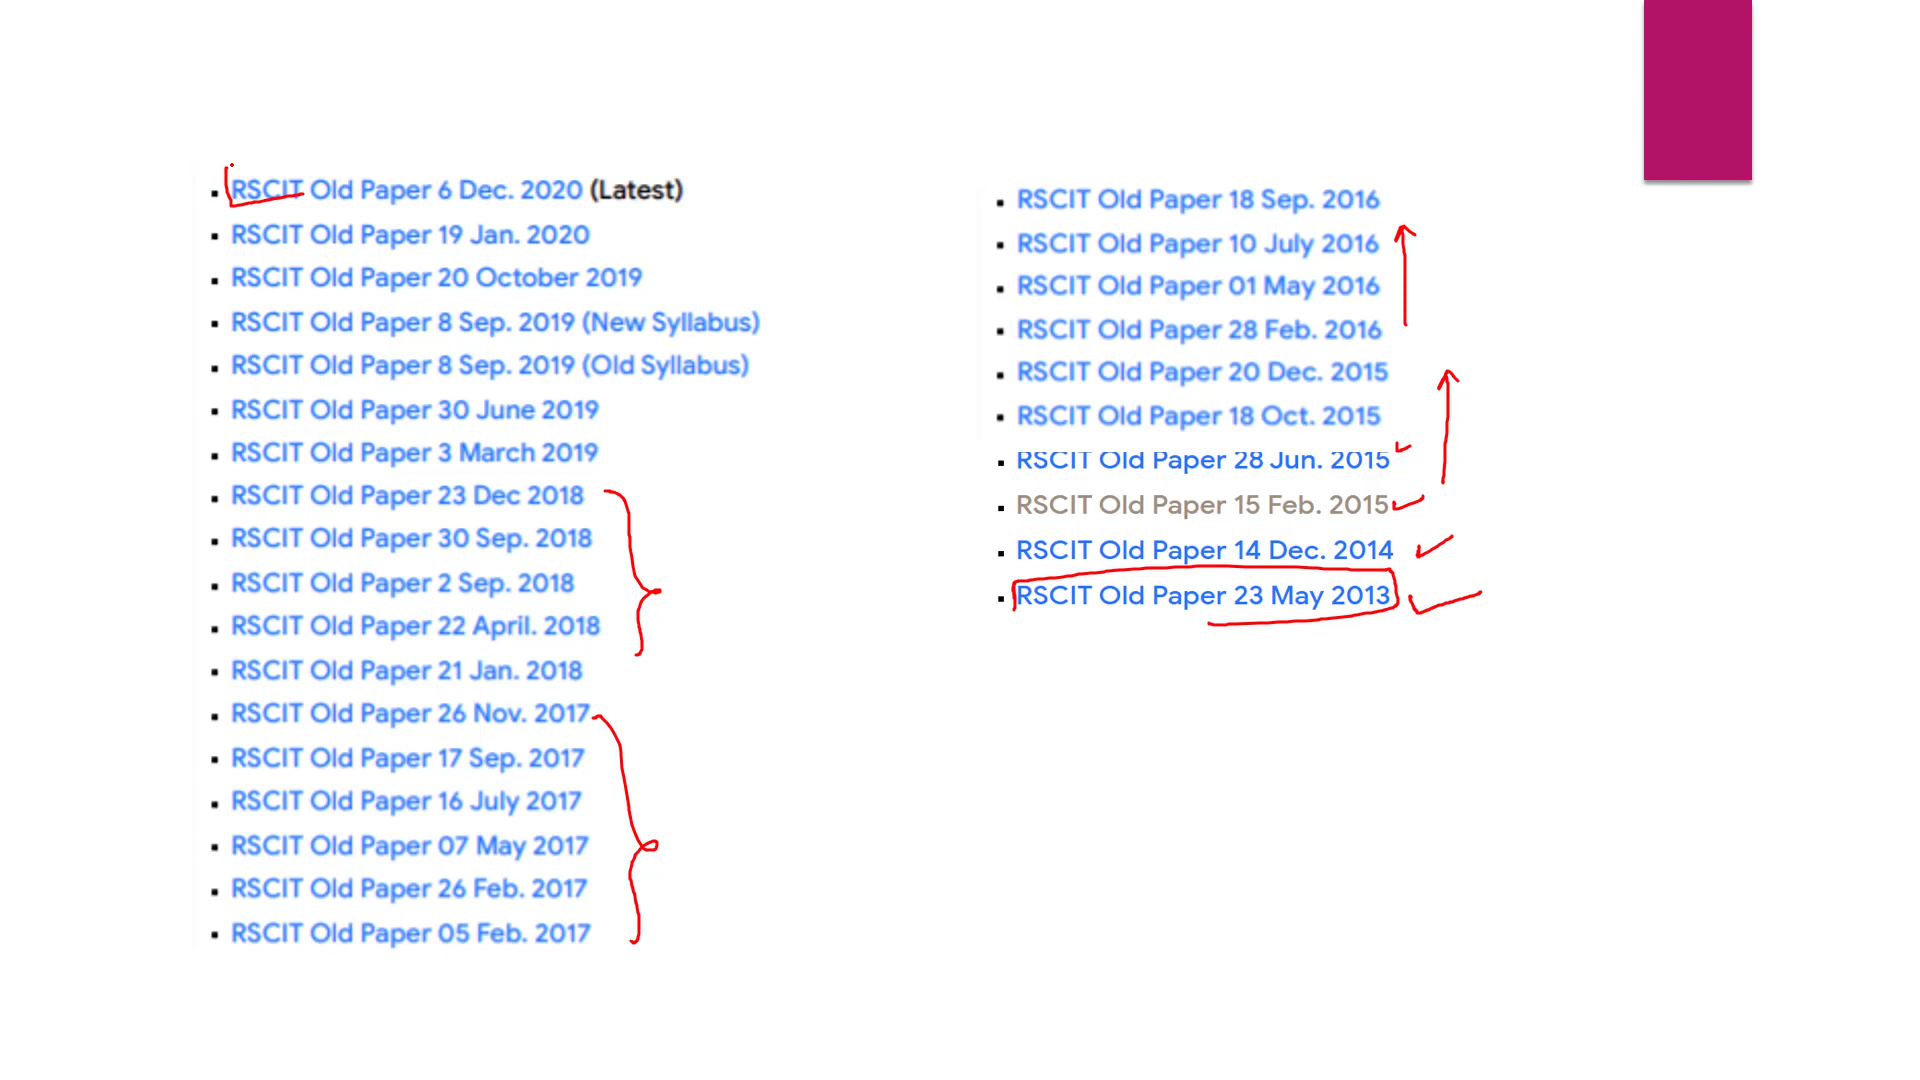 RSCIT Old Paper 6 Dec. 2020 (Latest)
RSCIT Old Paper 19 Jan. 2020
RSCIT Old Paper 20 October 2019
RSCIT Old Paper 8 Sep. 2019 (New Syllabus)
RSCIT Old Paper 8 Sep. 2019 (Old Syllabus)
RSCIT Old Paper 30 June 2019
RSCIT Old Paper 3 March 2019
RSCIT Old Paper 23 Dec 2018
RSCIT Old Paper 30 Sep. 2018
RSCIT Old Paper 2 Sep. 2018
RSCIT Old Paper 22 April. 2018
RSCIT Old Paper 21 Jan. 2018
RSCIT Old Paper 26 Nov. 2017
RSCIT Old Paper 17 Sep. 2017
RSCIT Old Paper 16 July 2017
RSCIT Old Paper 07 May 2017
RSCIT Old Paper 26 Feb. 2017
RSCIT Old Paper 05 Feb. 2017
RSCIT Old Paper 18 Sep. 2016
RSCIT Old Paper 10 July 2016
RSCIT Old Paper 01 May 2016
RSCIT Old Paper 28 Feb. 2016
RSCIT Old Paper 20 Dec. 2015
RSCIT Old Paper 18 Oct. 2015
RSCIT Old Paper 28 Jun. 2015
RSCIT Old Paper 15 Feb. 2015
RSCIT Old Paper 14 Dec. 2014
RSCIT Old Paper 23 May 2013